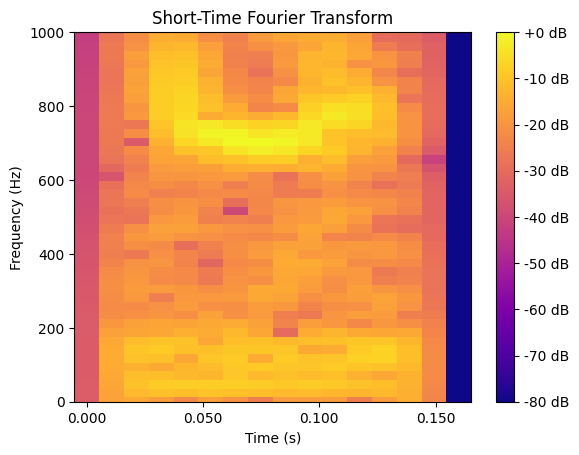 Short-Time Fourier Transform
1000
800
600
400
200
0
Frequency (Hz)
0.000
0.050
0.100
0.150
Time (s)
+0 dB
-10 dB
-20 dB
-30 dB
-40 dB
-50 dB
-60 dB
-70 dB
-80 dB